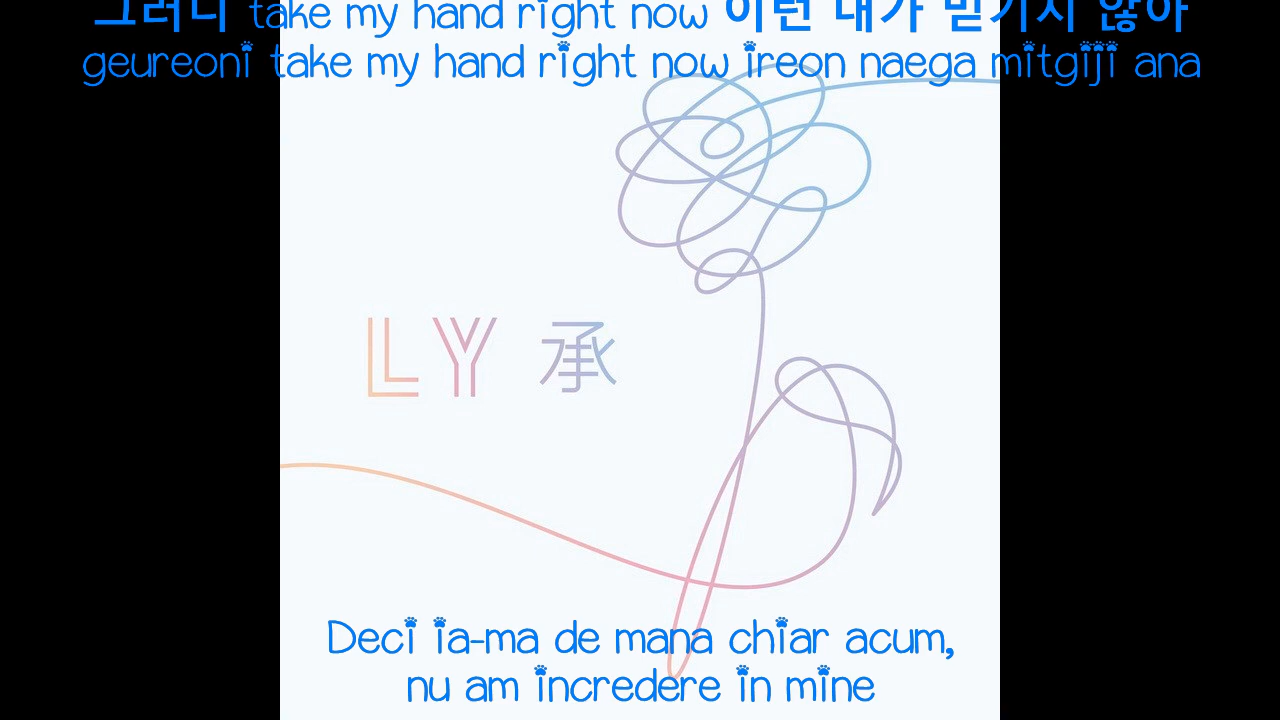 그러니 take my hand right now 이런 내가 믿기지 않아
geureoni take my hand right now ireon naega mitgiji ana
LY 承
Deci ia-ma de mana chiar acum,
nu am incredere in mine